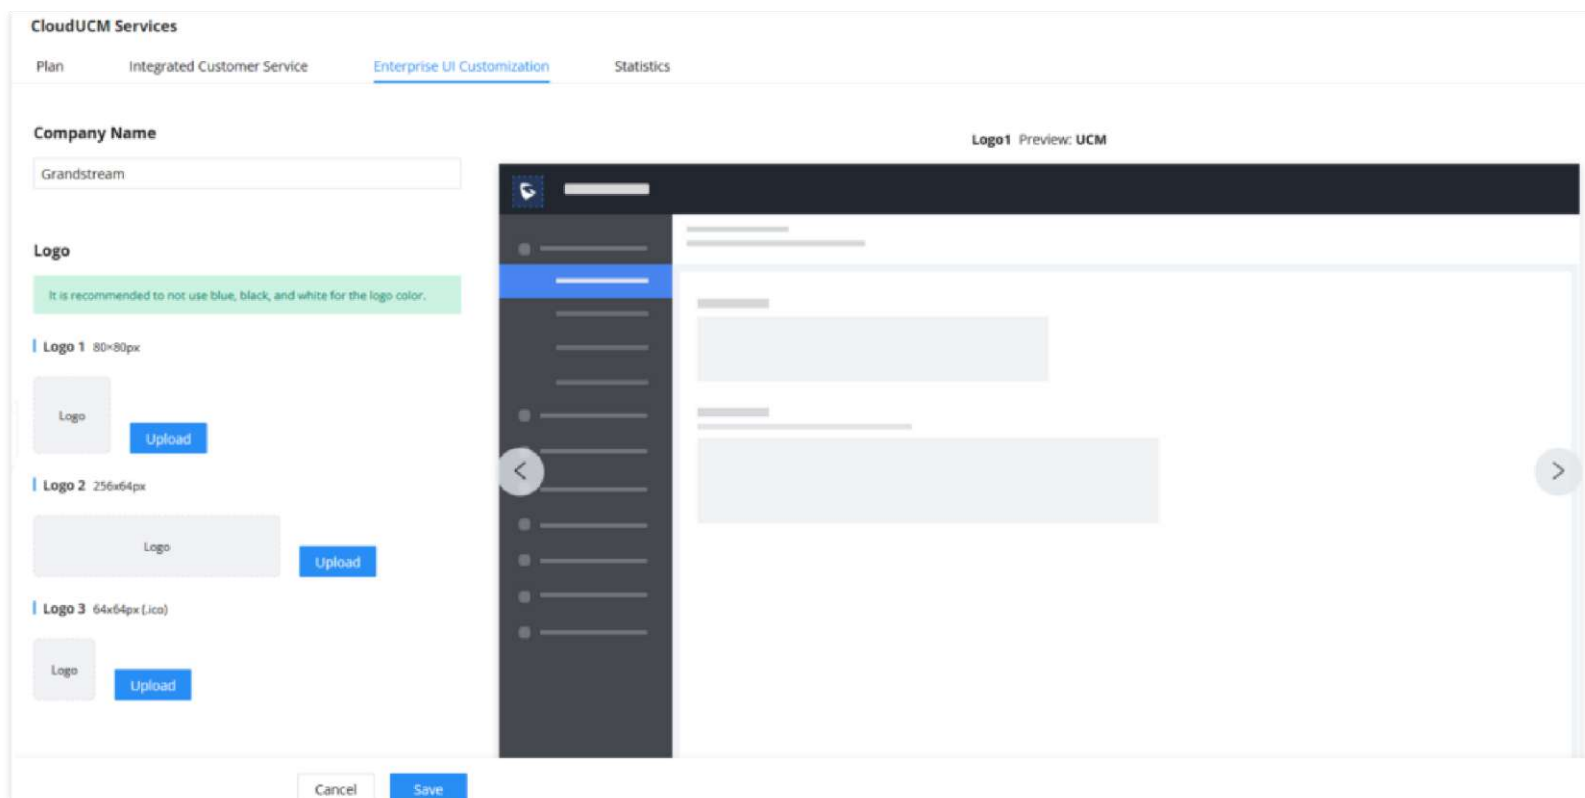 CloudUCM Services
Plan Integrated Customer Service Enterprise UI Customization Statistics
Company Name
Grandstream
Logo
It is recommended to not use blue, black, and white for the logo color.
Logo 1 80×80px
Logo
Upload
Logo 2 256x64px
Logo
Upload
Logo 3 64x64px (.ico)
Logo
Upload
Cancel Save
Logo1 Preview: UCM